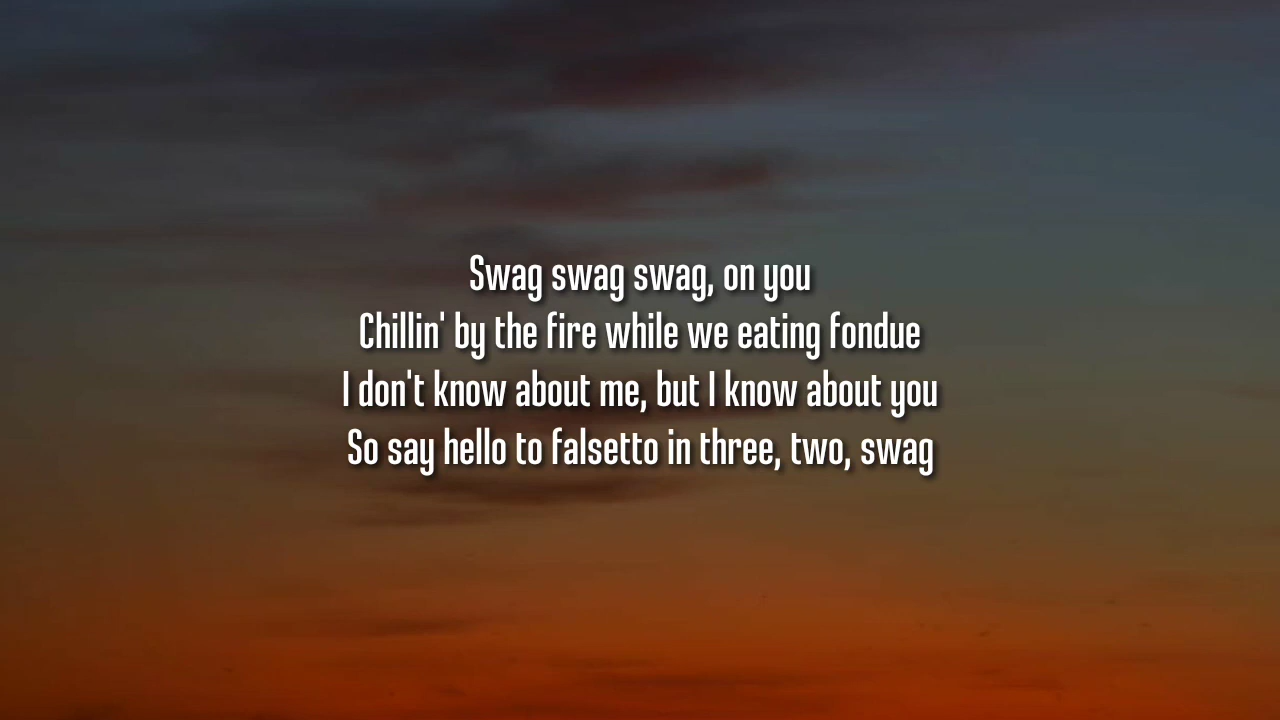 Swag swag swag, on you
Chillin' by the fire while we eating fondue
I don't know about me, but I know about you
So say hello to falsetto in three, two, swag